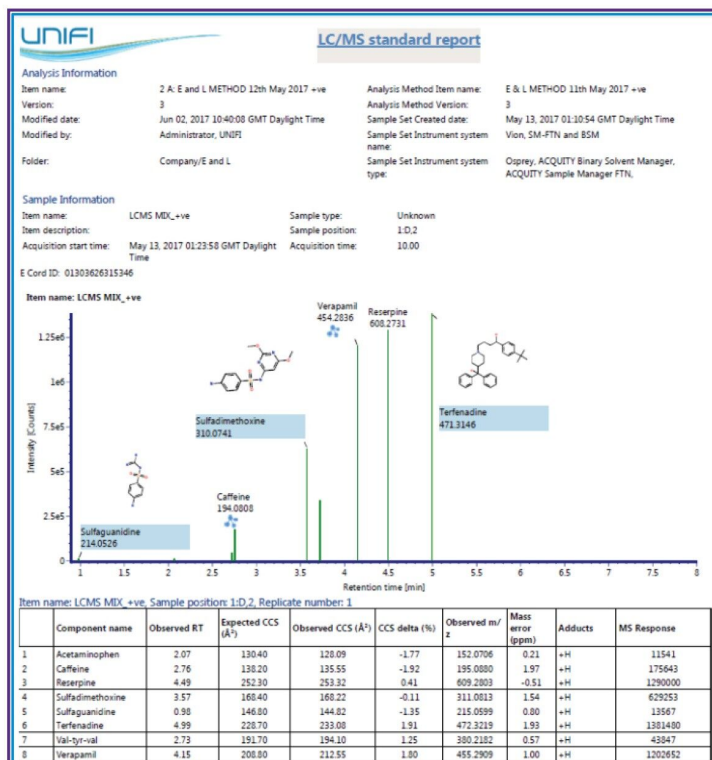 UNIFI
LC/MS standard report
Analysis Information
Item name: 2 A: E and L METHOD 12th May 2017 +ve Analysis Method Item name: E & L METHOD 11th May 2017 +ve
Version: 3 Analysis Method Version: 3
Modified date: Jun 02, 2017 10:40:08 GMT Daylight Time Sample Set Created date: May 13, 2017 01:10:54 GMT Daylight Time
Modified by: Administrator, UNIFI Sample Set Instrument system name: Vion, SM-FTN and BSM
Folder: Company/E and L Sample Set Instrument system type: Osprey, ACQUITY Binary Solvent Manager, ACQUITY Sample Manager FTN,
Sample Information
Item name: LCMS MIX_+ve Sample type: Unknown
Item description: Sample position: 1:D,2
Acquisition start time: May 13, 2017 01:23:58 GMT Daylight Time Acquisition time: 10.00
E Cord ID: 01303626315346
Item name: LCMS MIX_+ve
Verapamil
454.2836
Reserpine
608.2731
1.25e6
1e6
7.5e5
5e5
2.5e5
0
Intensity [Counts]
Sulfadimethoxine
310.0741
Terfenadine
471.3146
Caffeine
194.0808
Sulfaguanidine
214.0526
1 1.5 2 2.5 3 3.5 4 4.5 5 5.5 6 6.5 7 7.5 8
Retention time [min]
Item name: LCMS MIX_+ve, Sample position: 1:D,2, Replicate number: 1
Component name Observed RT Expected CCS (Å²) Observed CCS (Å²) CCS delta (%) Observed m/z Mass error (ppm) Adducts MS Response
1 Acetaminophen 2.07 130.40 128.09 -1.77 152.0706 0.21 +H 11541
2 Caffeine 2.76 138.20 135.55 -1.92 195.0880 1.97 +H 175643
3 Reserpine 4.49 252.30 253.32 0.41 609.2803 -0.51 +H 1290000
4 Sulfadimethoxine 3.57 168.40 168.22 -0.11 311.0813 1.54 +H 629253
5 Sulfaguanidine 0.98 146.80 144.82 -1.35 215.0599 0.80 +H 13567
6 Terfenadine 4.99 228.70 233.08 1.91 472.3219 1.93 +H 1381480
7 Val-tyr-val 2.73 191.70 194.10 1.25 380.2182 0.57 +H 43847
8 Verapamil 4.15 208.80 212.55 1.80 455.2909 1.00 +H 1202652